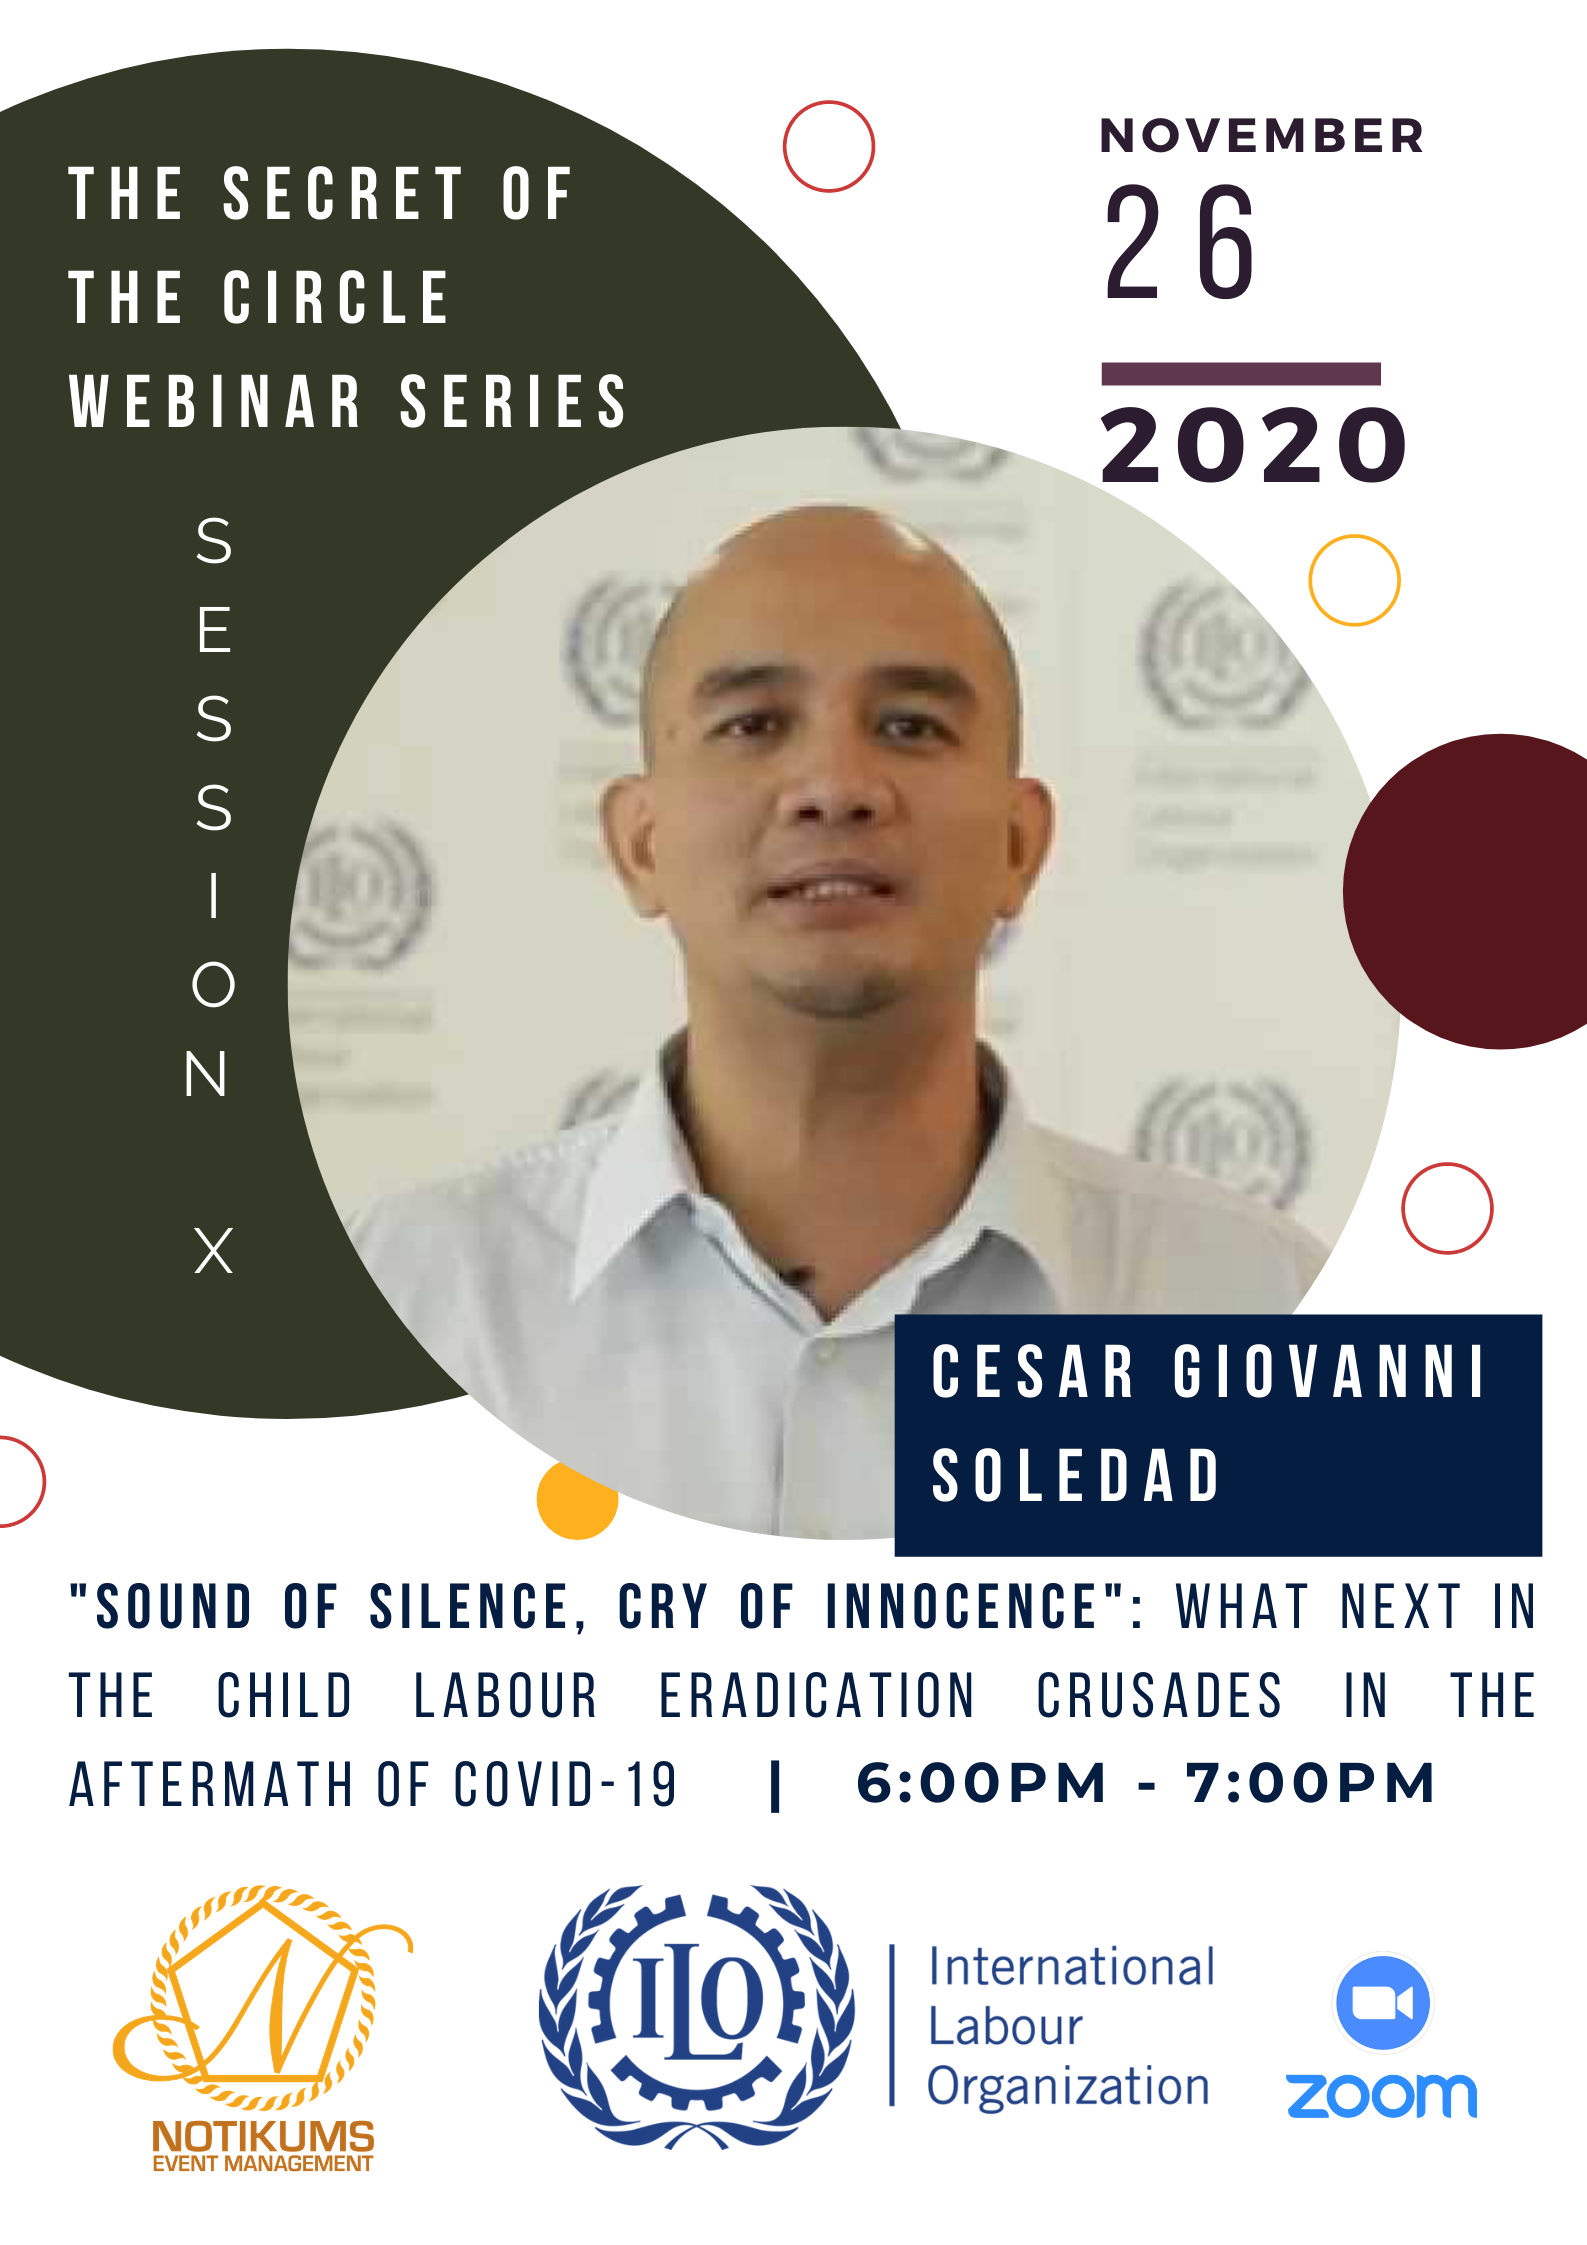 THE SECRET OF
THE CIRCLE
WEBINAR SERIES
NOVEMBER
26
2020
SESSION X
CESAR GIOVANNI
SOLEDAD
"SOUND OF SILENCE, CRY OF INNOCENCE": WHAT NEXT IN
THE CHILD LABOUR ERADICATION CRUSADES IN THE
AFTERMATH OF COVID-19 | 6:00PM - 7:00PM
N
NOTIKUMS
EVENT MANAGEMENT
ILO
International
Labour
Organization
zoom